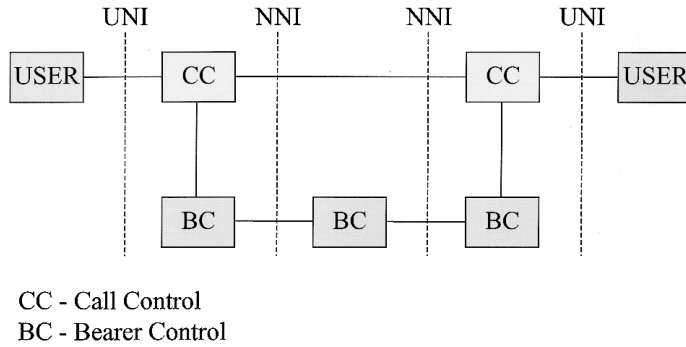 UNI NNI NNI UNI
USER CC CC USER
BC BC BC
CC - Call Control
BC - Bearer Control